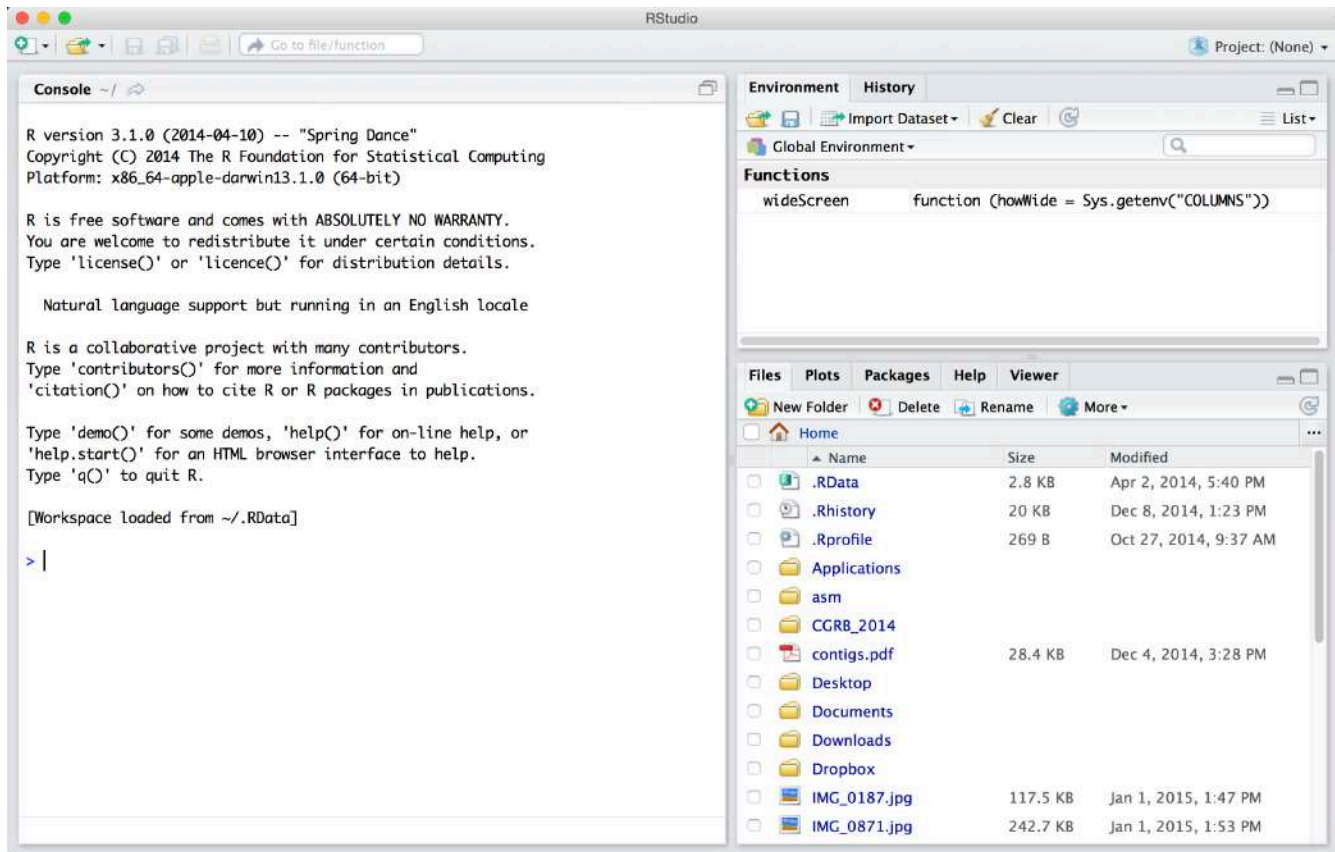 RStudio
Go to file/function
Project: (None)
Console ~/
R version 3.1.0 (2014-04-10) -- "Spring Dance"
Copyright (C) 2014 The R Foundation for Statistical Computing
Platform: x86_64-apple-darwin13.1.0 (64-bit)
R is free software and comes with ABSOLUTELY NO WARRANTY.
You are welcome to redistribute it under certain conditions.
Type 'license()' or 'licence()' for distribution details.
Natural language support but running in an English locale
R is a collaborative project with many contributors.
Type 'contributors()' for more information and
'citation()' on how to cite R or R packages in publications.
Type 'demo()' for some demos, 'help()' for on-line help, or
'help.start()' for an HTML browser interface to help.
Type 'q()' to quit R.
[Workspace loaded from ~/.RData]
>
Environment History
Import Dataset Clear List
Global Environment
Functions
wideScreen function (howWide = Sys.getenv("COLUMNS"))
Files Plots Packages Help Viewer
New Folder Delete Rename More
Home ...
Name Size Modified
.RData 2.8 KB Apr 2, 2014, 5:40 PM
.Rhistory 20 KB Dec 8, 2014, 1:23 PM
.Rprofile 269 B Oct 27, 2014, 9:37 AM
Applications
asm
CGRB_2014
contigs.pdf 28.4 KB Dec 4, 2014, 3:28 PM
Desktop
Documents
Downloads
Dropbox
IMG_0187.jpg 117.5 KB Jan 1, 2015, 1:47 PM
IMG_0871.jpg 242.7 KB Jan 1, 2015, 1:53 PM